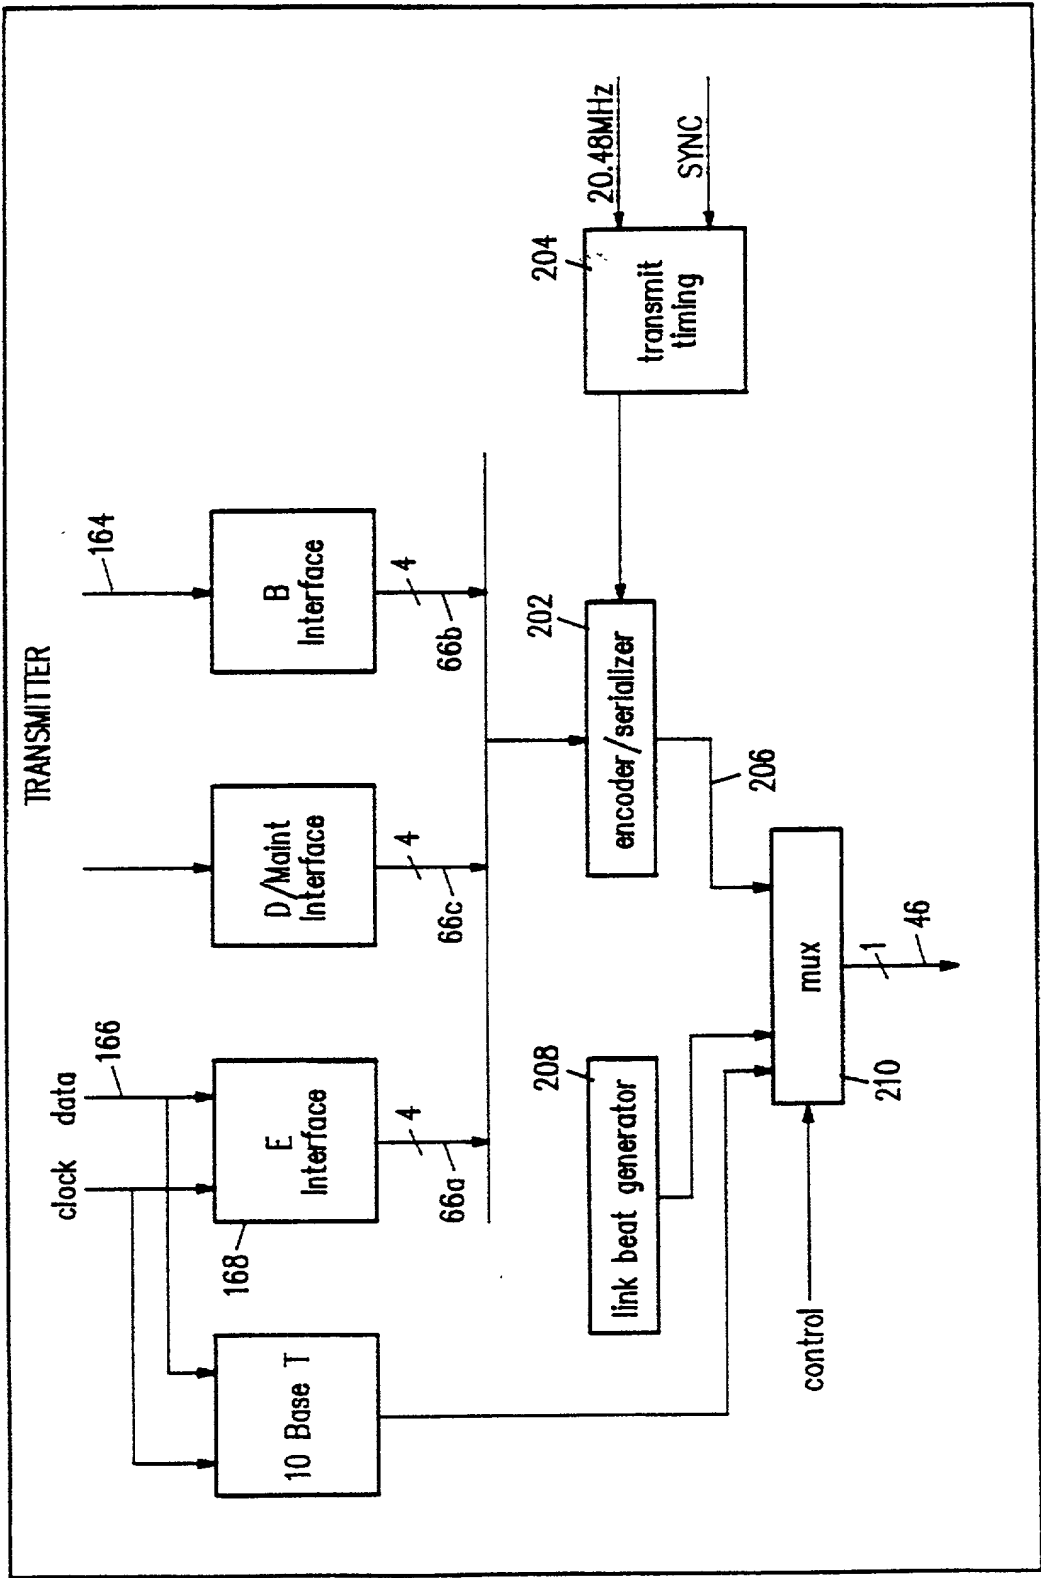 TRANSMITTER
clock
data
166
164
10 Base T
168
E
Interface
D/Maint
Interface
B
Interface
4
66a
4
66c
4
66b
208
link beat generator
202
encoder/serializer
204
transmit
timing
20.48MHz
SYNC
206
control
mux
210
1
46